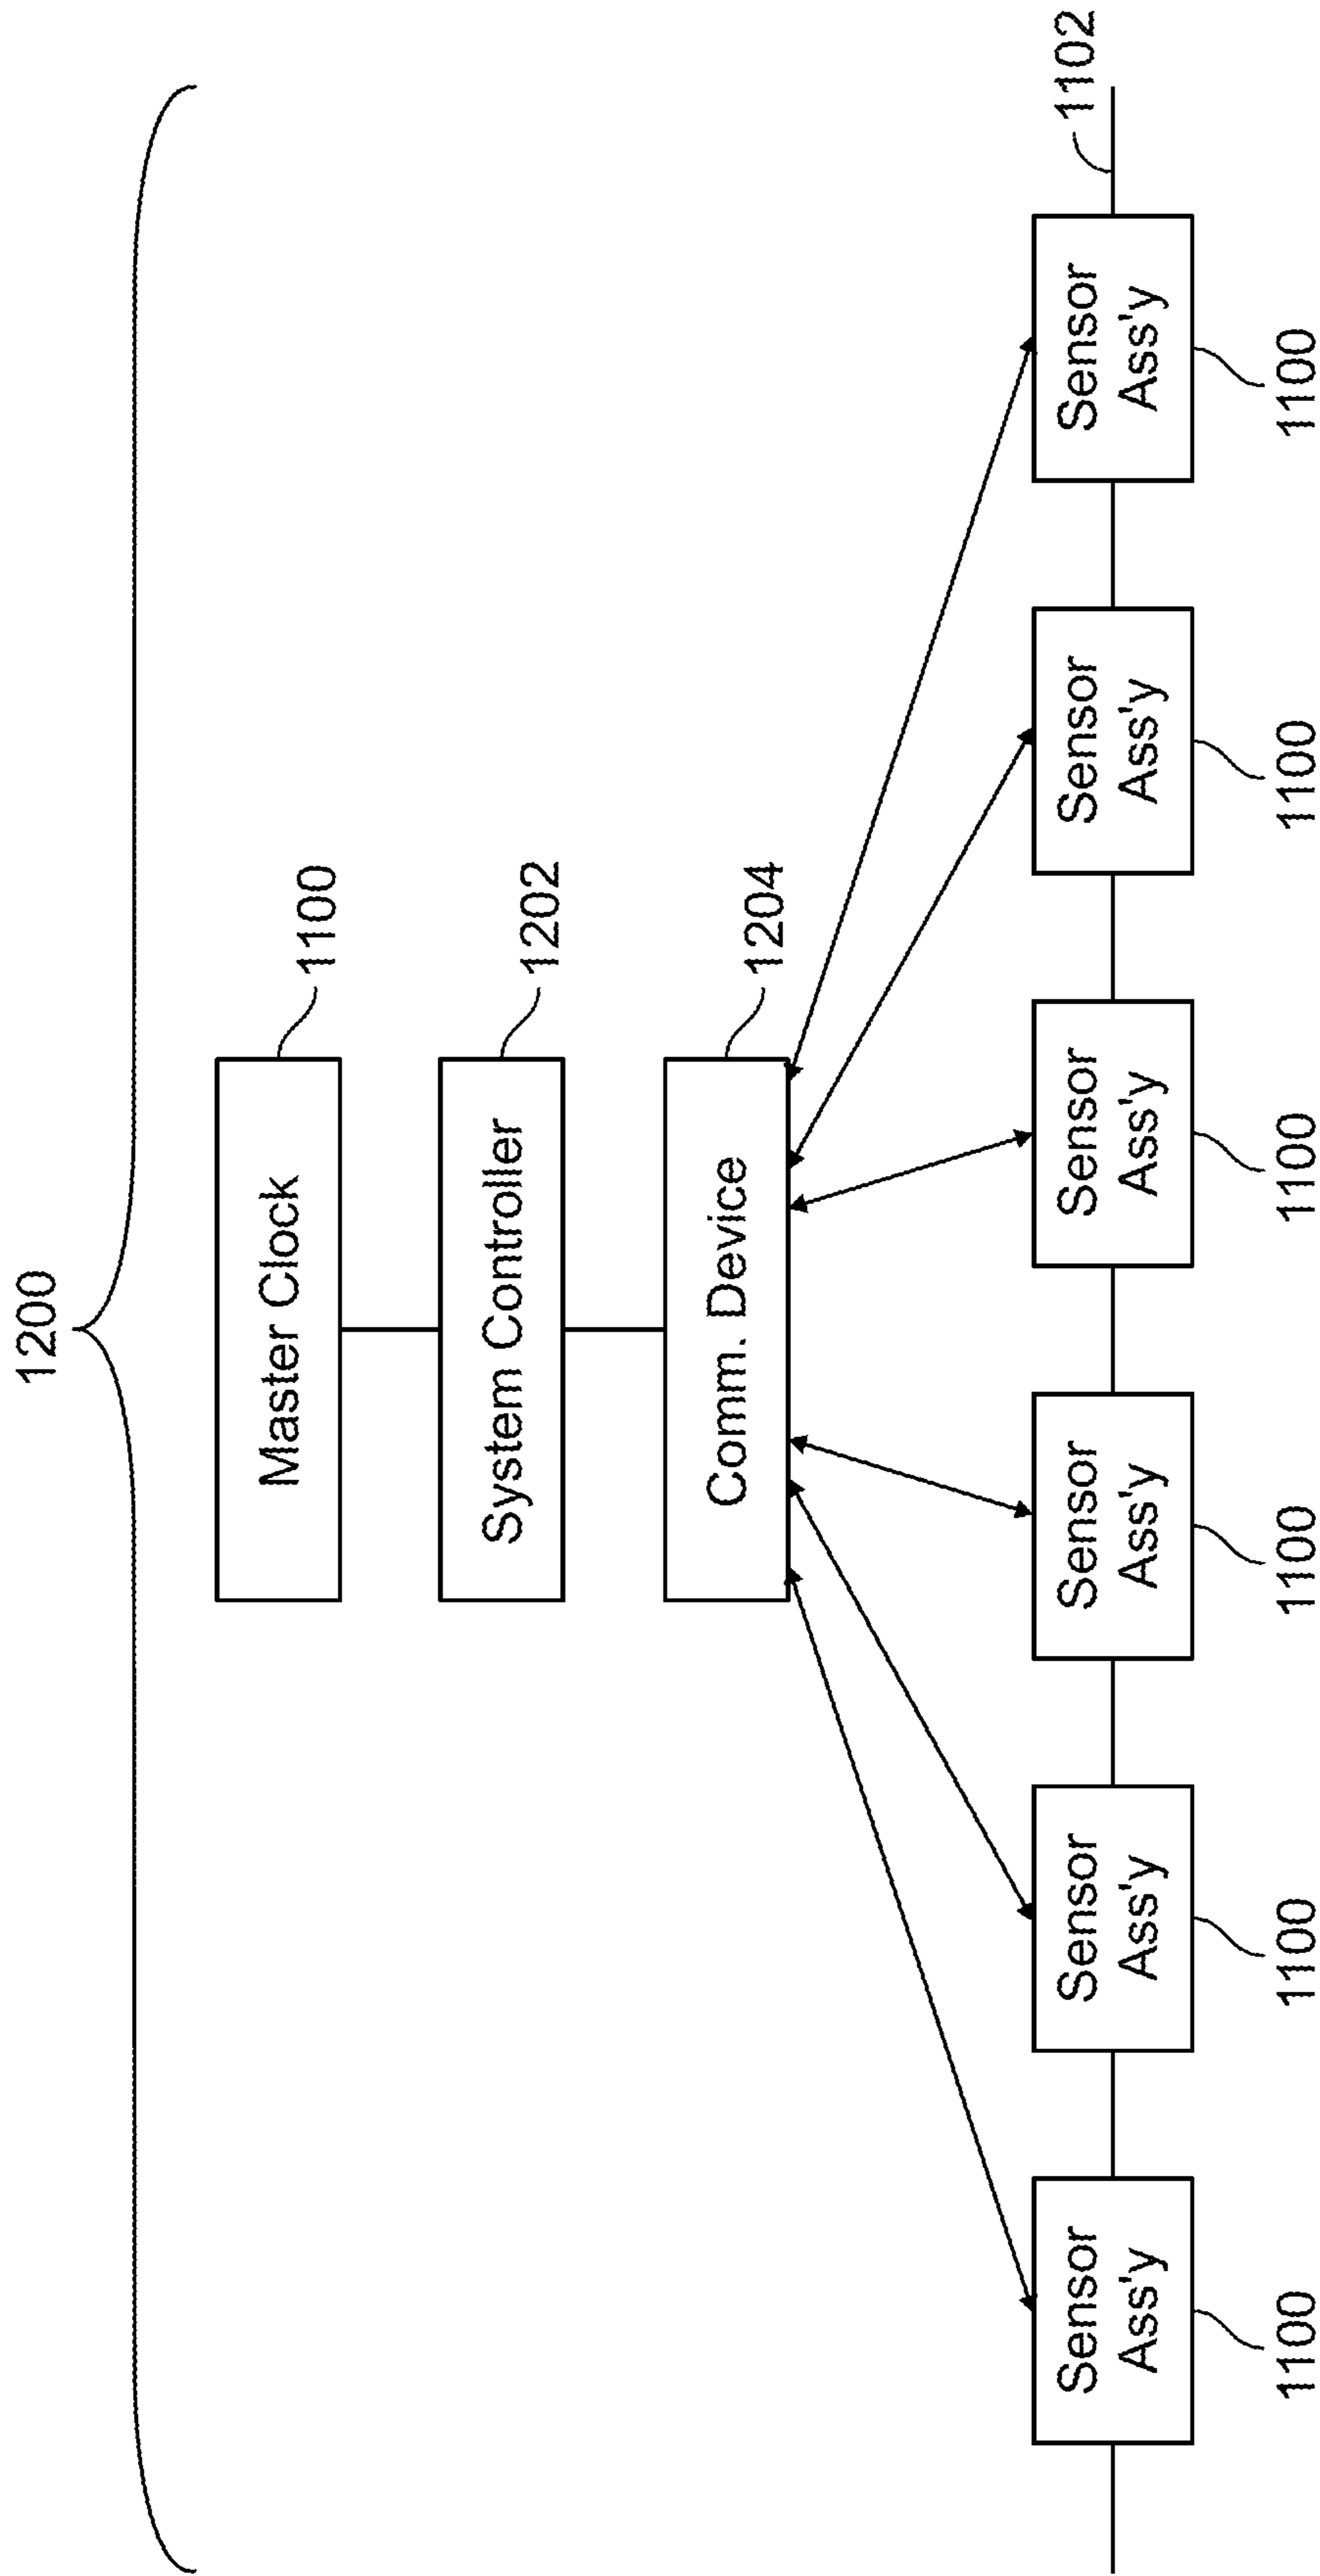 1200
Master Clock
1100
System Controller
1202
Comm. Device
1204
1102
Sensor
Ass'y
Sensor
Ass'y
Sensor
Ass'y
Sensor
Ass'y
Sensor
Ass'y
Sensor
Ass'y
1100
1100
1100
1100
1100
1100